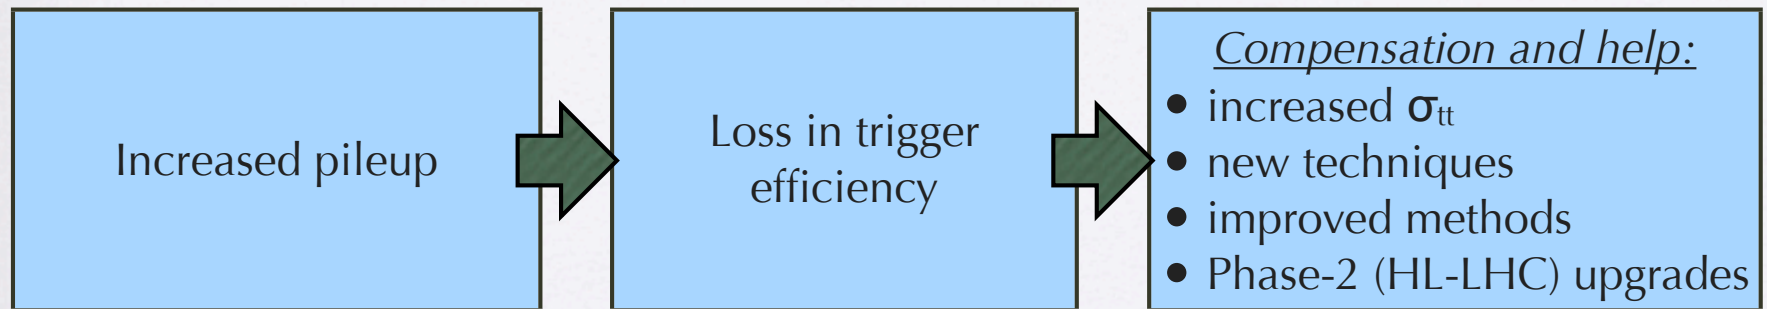 Increased pileup
Loss in trigger
efficiency
Compensation and help:
• increased σtt
• new techniques
• improved methods
• Phase-2 (HL-LHC) upgrades